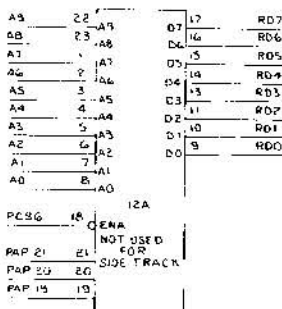 A9 22 A9 D7 17 RD7
A8 23 A8 D6 16 RD6
A7 1 A7 D5 15 RD5
A6 2 A6 D4 14 RD4
A5 3 A5 D3 13 RD3
A4 4 A4 D2 11 RD2
A3 5 A3 D1 10 RD1
A2 6 A2 D0 9 RD0
A1 7 A1
A0 8 A0
12A
PCS6 18 ENA
NOT USED
PAP 21 21 FOR
PAP 20 20 SIDE TRACK
PAP 19 19